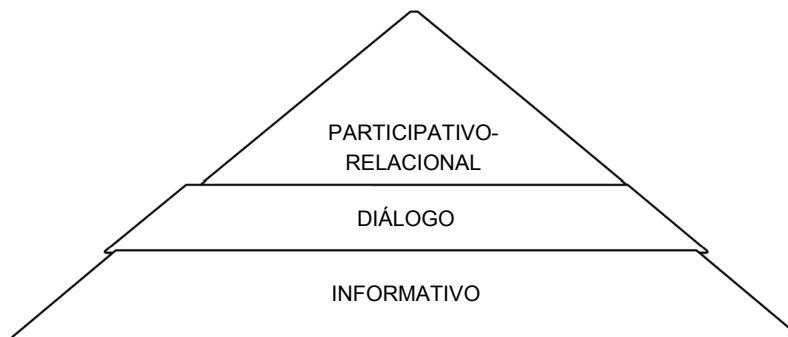 PARTICIPATIVO-
RELACIONAL
DIÁLOGO
INFORMATIVO